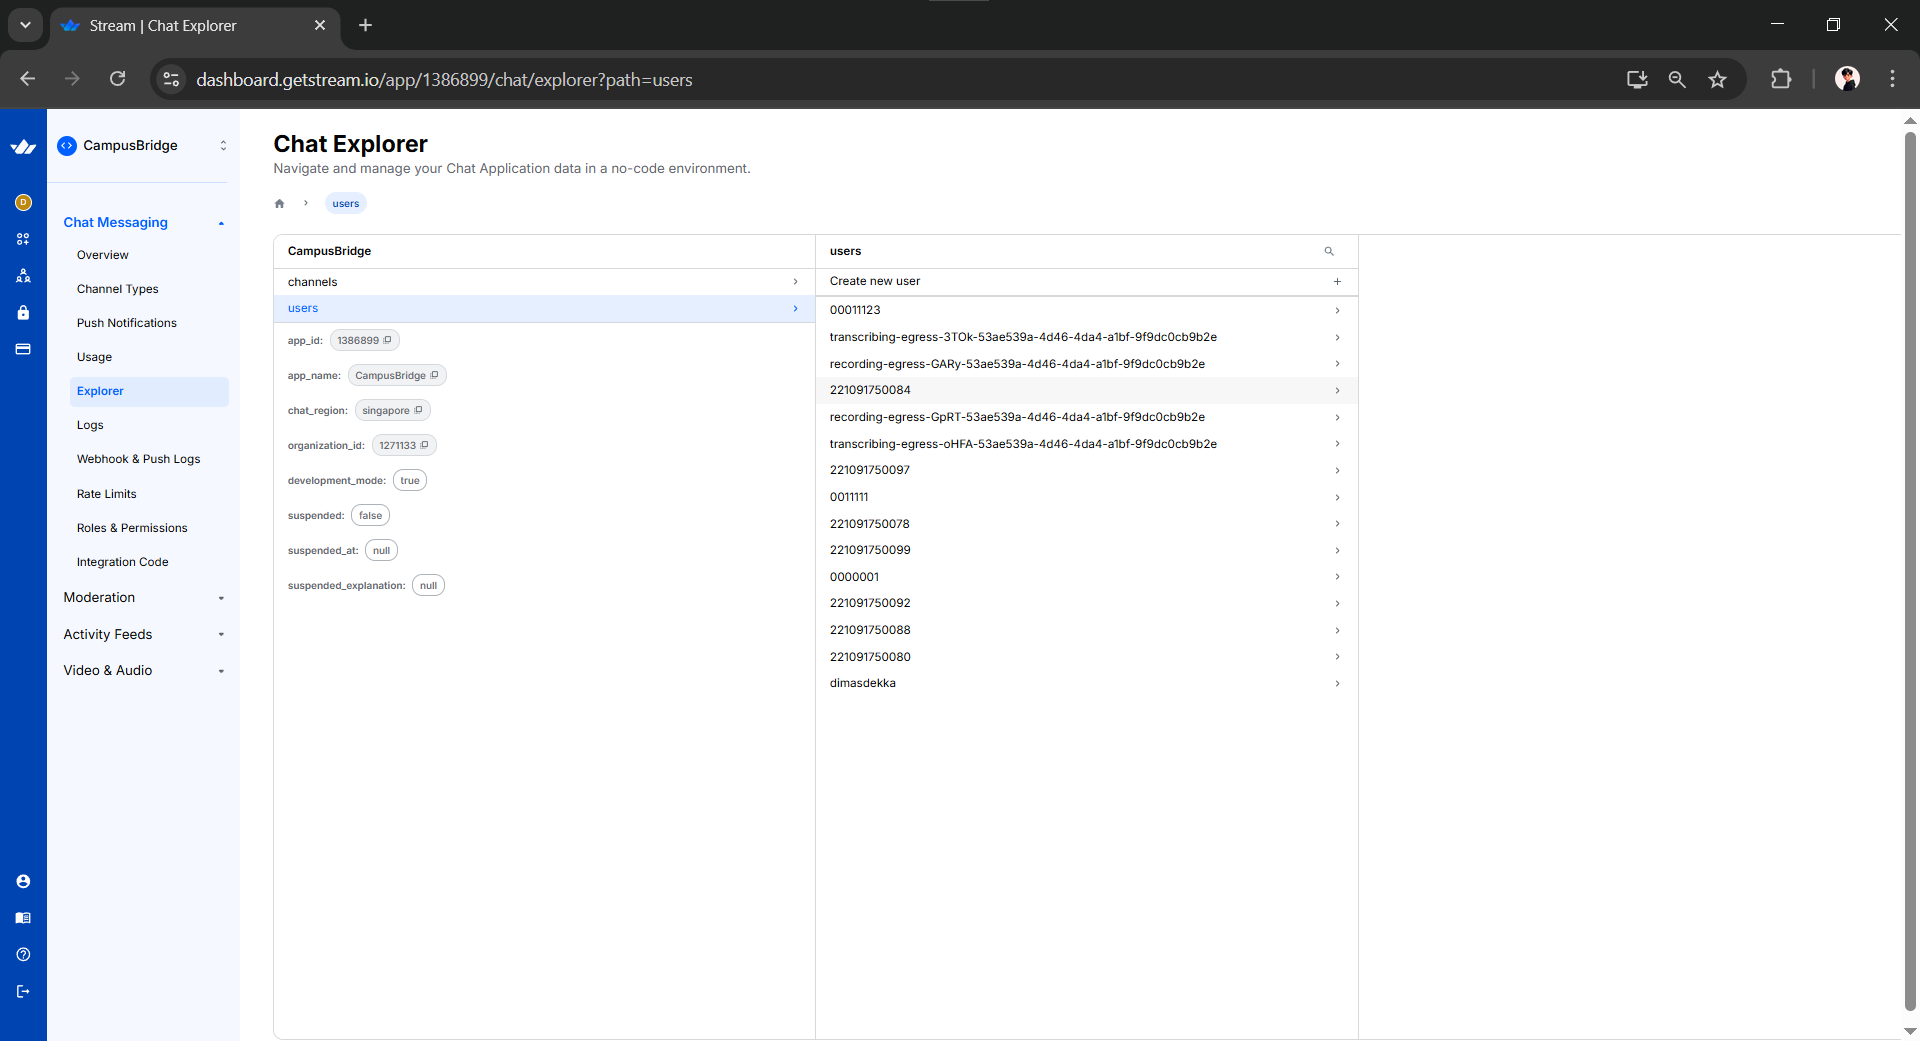 Stream | Chat Explorer
dashboard.getstream.io/app/1386899/chat/explorer?path=users
CampusBridge
D
Chat Messaging
Overview
Channel Types
Push Notifications
Usage
Explorer
Logs
Webhook & Push Logs
Rate Limits
Roles & Permissions
Integration Code
Moderation
Activity Feeds
Video & Audio
Chat Explorer
Navigate and manage your Chat Application data in a no-code environment.
users
CampusBridge
channels
users
app_id: 1386899
app_name: CampusBridge
chat_region: singapore
organization_id: 1271133
development_mode: true
suspended: false
suspended_at: null
suspended_explanation: null
users
Create new user
00011123
transcribing-egress-3TOk-53ae539a-4d46-4da4-a1bf-9f9dc0cb9b2e
recording-egress-GARy-53ae539a-4d46-4da4-a1bf-9f9dc0cb9b2e
221091750084
recording-egress-GpRT-53ae539a-4d46-4da4-a1bf-9f9dc0cb9b2e
transcribing-egress-oHFA-53ae539a-4d46-4da4-a1bf-9f9dc0cb9b2e
221091750097
0011111
221091750078
221091750099
0000001
221091750092
221091750088
221091750080
dimasdekka